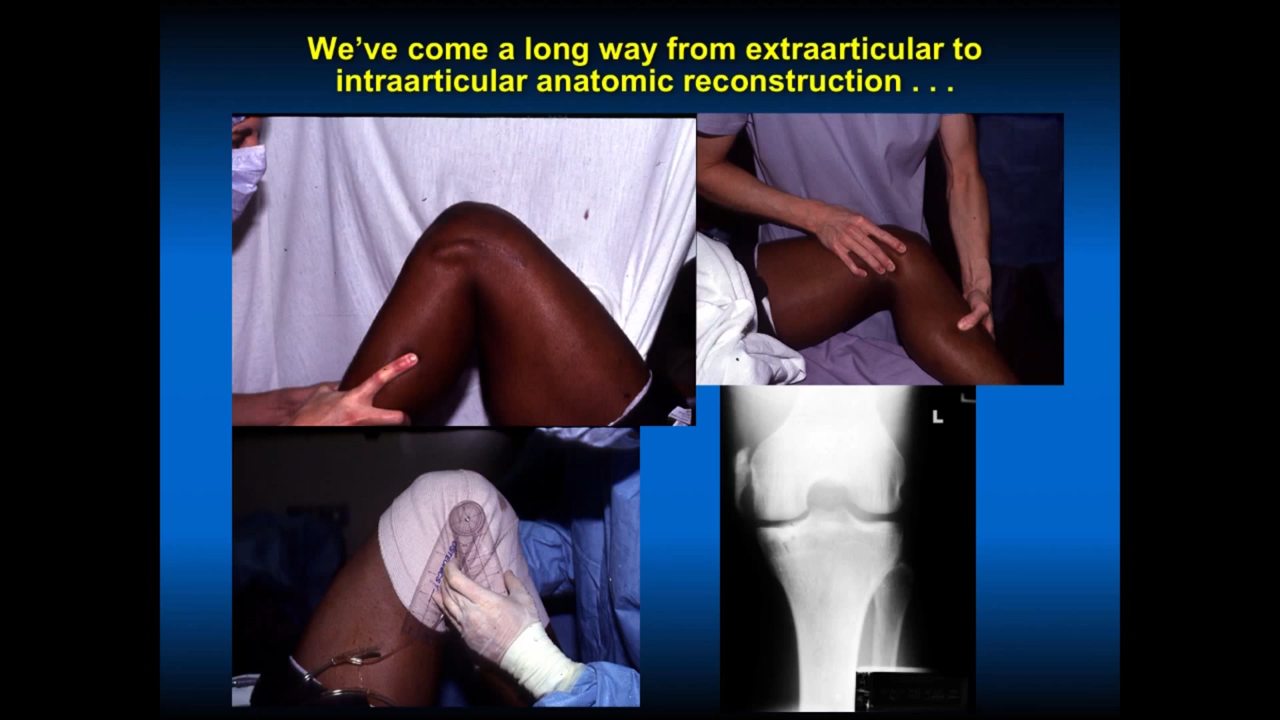 We’ve come a long way from extraarticular to
intraarticular anatomic reconstruction . . .
L